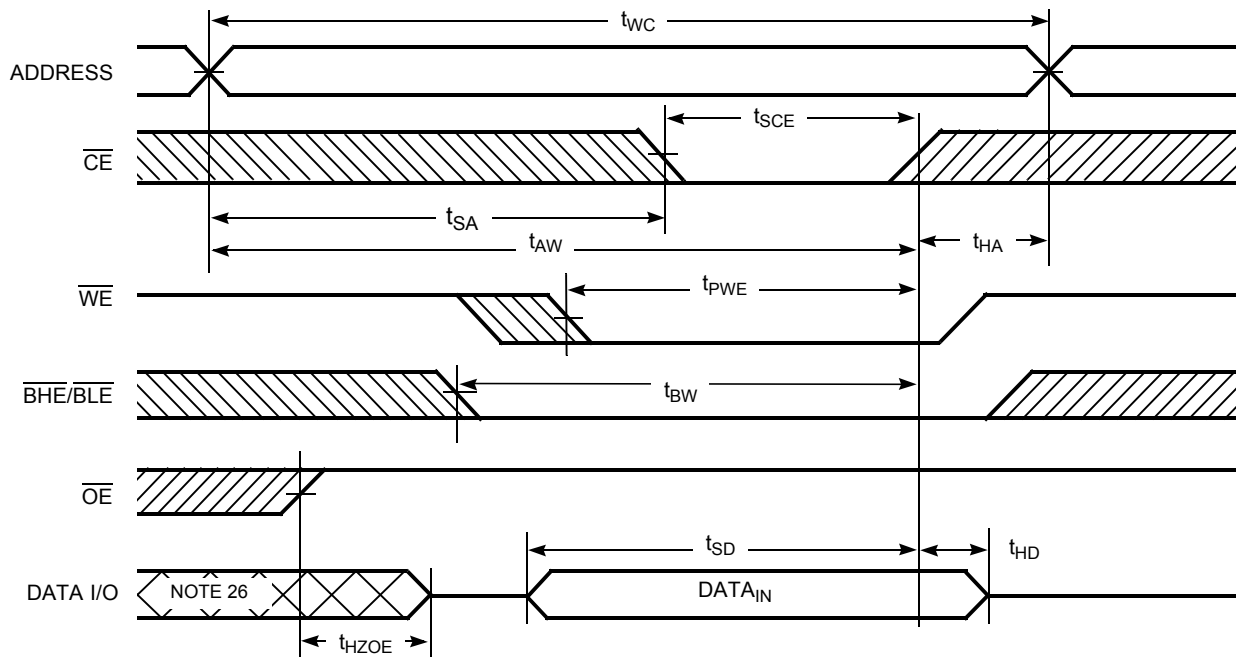 tWC
ADDRESS
tSCE
CE
tSA
tAW
tHA
WE
tPWE
BHE/BLE
tBW
OE
tSD
tHD
DATA I/O
NOTE 26
DATAIN
tHZOE